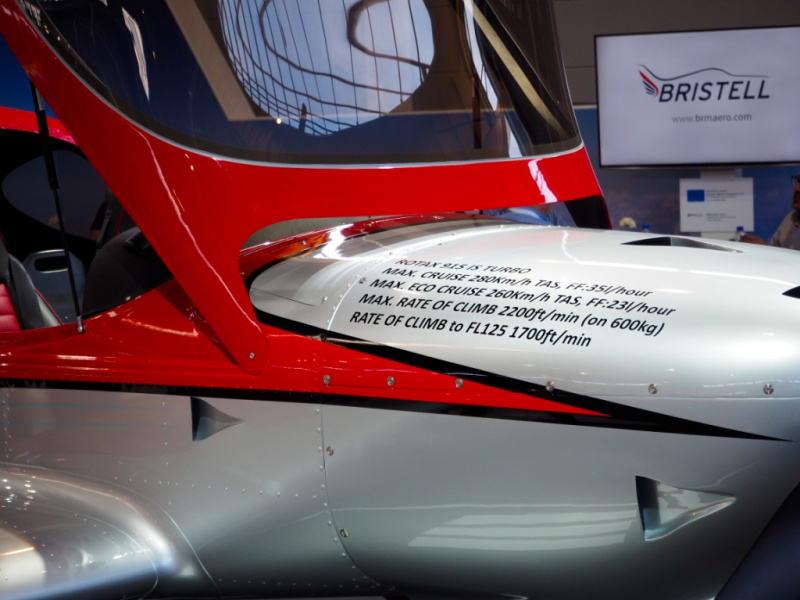 BRISTELL
www.brmaero.com
ROTAX 915 IS TURBO
MAX. CRUISE 280Km/h TAS, FF:35l/hour
MAX. ECO CRUISE 260Km/h TAS, FF:23l/hour
MAX. RATE OF CLIMB 2200ft/min (on 600kg)
RATE OF CLIMB to FL125 1700ft/min